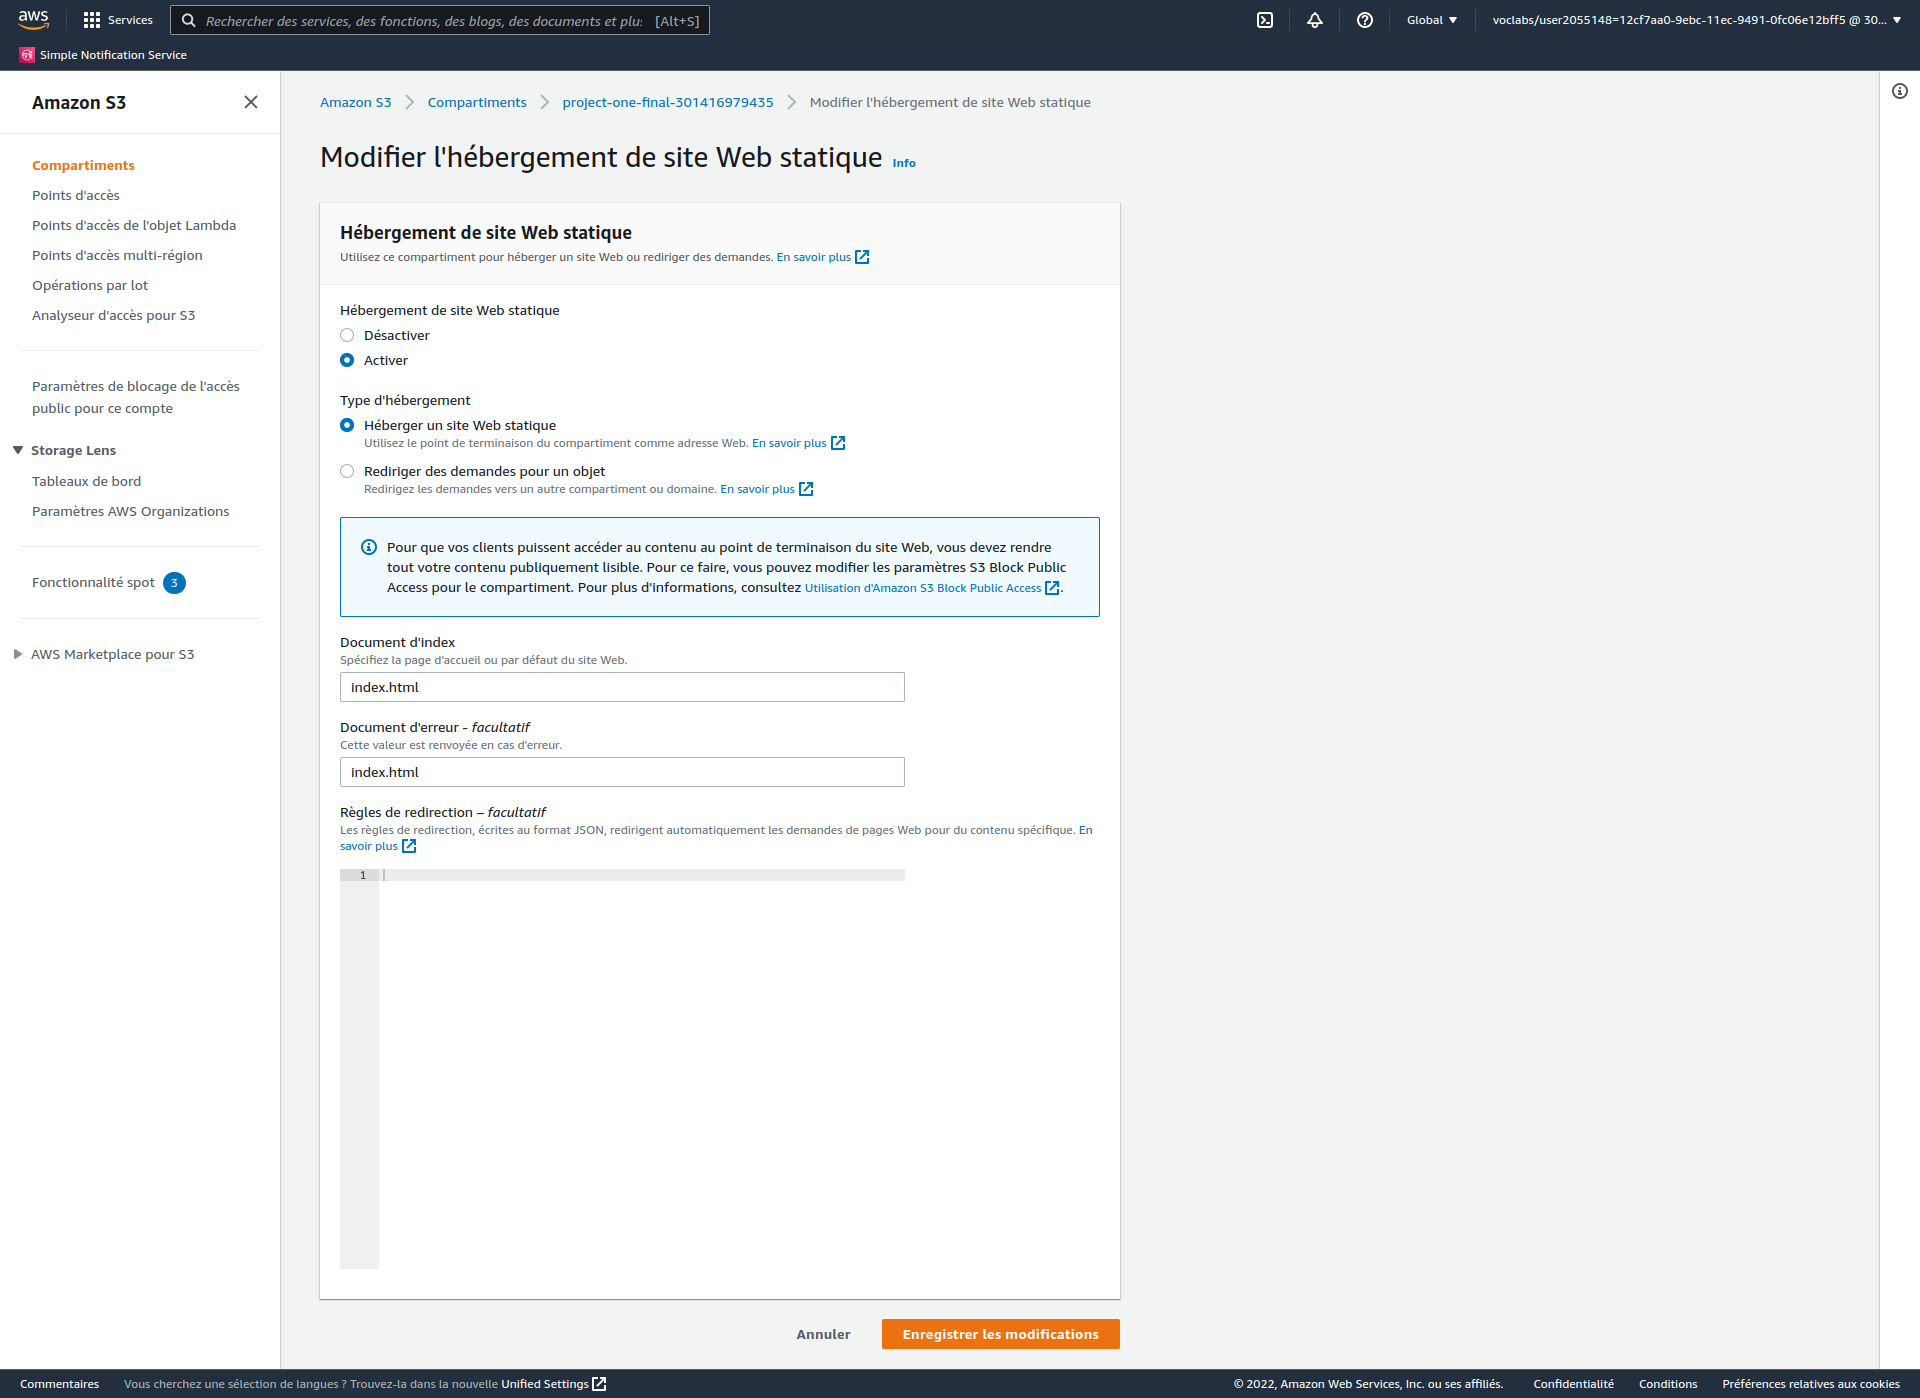 aws
Services
Rechercher des services, des fonctions, des blogs, des documents et plu: [Alt+S]
Global
voclabs/user2055148=12cf7aa0-9ebc-11ec-9491-0fc06e12bff5 @ 30...
Simple Notification Service
Amazon S3
Compartiments
Points d'accès
Points d'accès de l'objet Lambda
Points d'accès multi-région
Opérations par lot
Analyseur d'accès pour S3
Paramètres de blocage de l'accès
public pour ce compte
Storage Lens
Tableaux de bord
Paramètres AWS Organizations
Fonctionnalité spot 3
AWS Marketplace pour S3
Amazon S3 Compartiments project-one-final-301416979435 Modifier l'hébergement de site Web statique
Modifier l'hébergement de site Web statique Info
Hébergement de site Web statique
Utilisez ce compartiment pour héberger un site Web ou rediriger des demandes. En savoir plus
Hébergement de site Web statique
Désactiver
Activer
Type d'hébergement
Héberger un site Web statique
Utilisez le point de terminaison du compartiment comme adresse Web. En savoir plus
Rediriger des demandes pour un objet
Redirigez les demandes vers un autre compartiment ou domaine. En savoir plus
Pour que vos clients puissent accéder au contenu au point de terminaison du site Web, vous devez rendre
tout votre contenu publiquement lisible. Pour ce faire, vous pouvez modifier les paramètres S3 Block Public
Access pour le compartiment. Pour plus d'informations, consultez Utilisation d'Amazon S3 Block Public Access.
Document d'index
Spécifiez la page d'accueil ou par défaut du site Web.
index.html
Document d'erreur - facultatif
Cette valeur est renvoyée en cas d'erreur.
index.html
Règles de redirection – facultatif
Les règles de redirection, écrites au format JSON, redirigent automatiquement les demandes de pages Web pour du contenu spécifique. En
savoir plus
1
Annuler
Enregistrer les modifications
Commentaires
Vous cherchez une sélection de langues ? Trouvez-la dans la nouvelle Unified Settings
© 2022, Amazon Web Services, Inc. ou ses affiliés.
Confidentialité
Conditions
Préférences relatives aux cookies